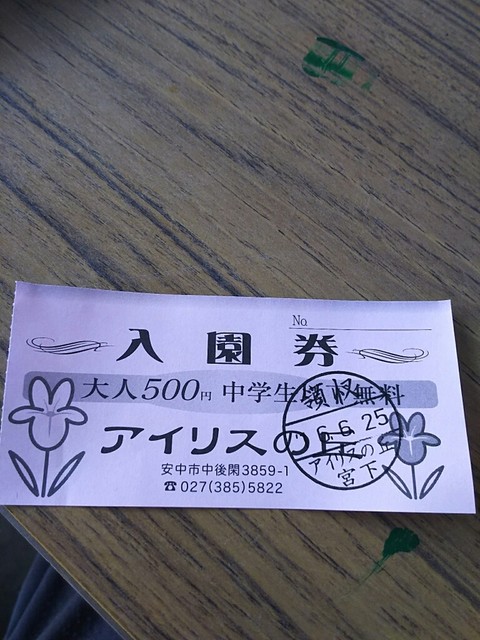 No
入園券
大人500円 中学生以下無料
アイリスの丘
安中市中後閑3859-1
☎027(385)5822
領収
6.6.25
アイリスの丘
宮下